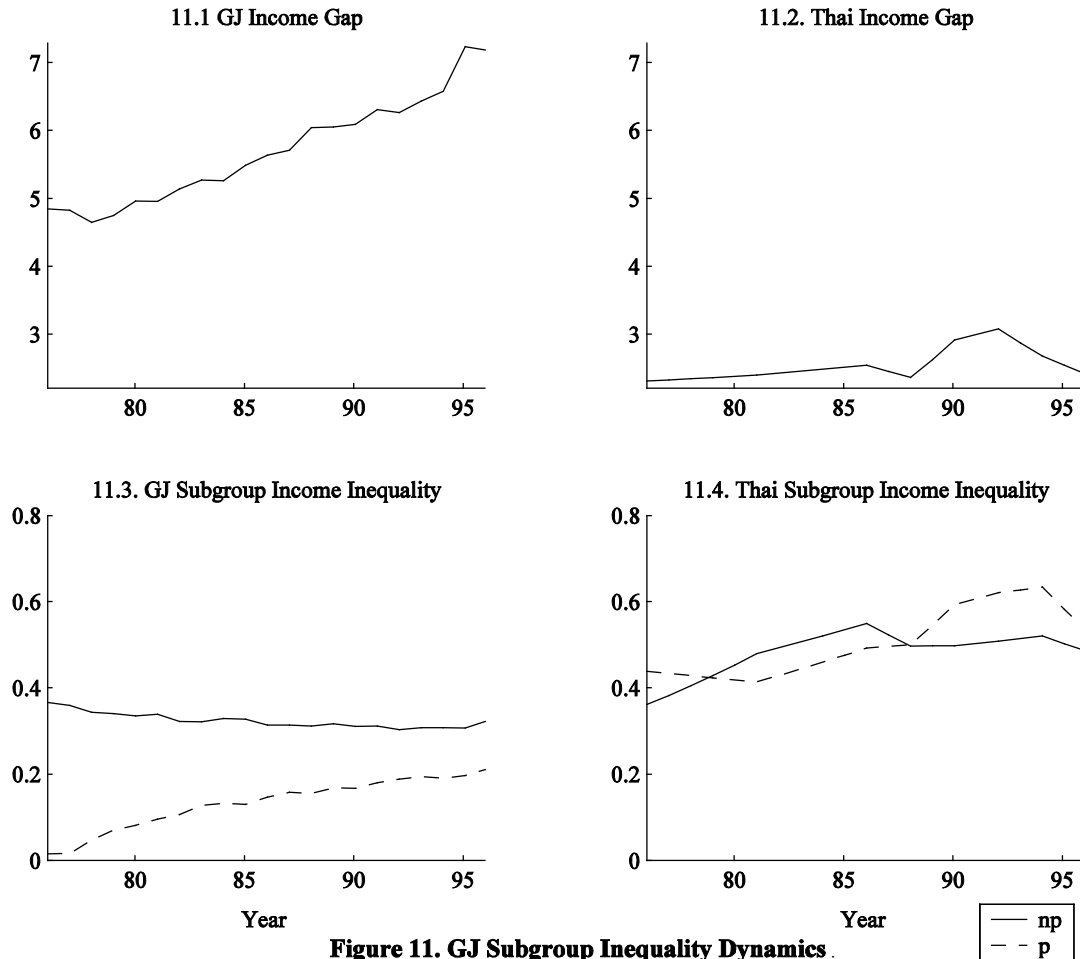 11.1 GJ Income Gap
7
6
5
4
3
80 85 90 95
11.2. Thai Income Gap
7
6
5
4
3
80 85 90 95
11.3. GJ Subgroup Income Inequality
0.8
0.6
0.4
0.2
0
80 85 90 95
Year
11.4. Thai Subgroup Income Inequality
0.8
0.6
0.4
0.2
0
80 85 90 95
Year
np
p
Figure 11. GJ Subgroup Inequality Dynamics .